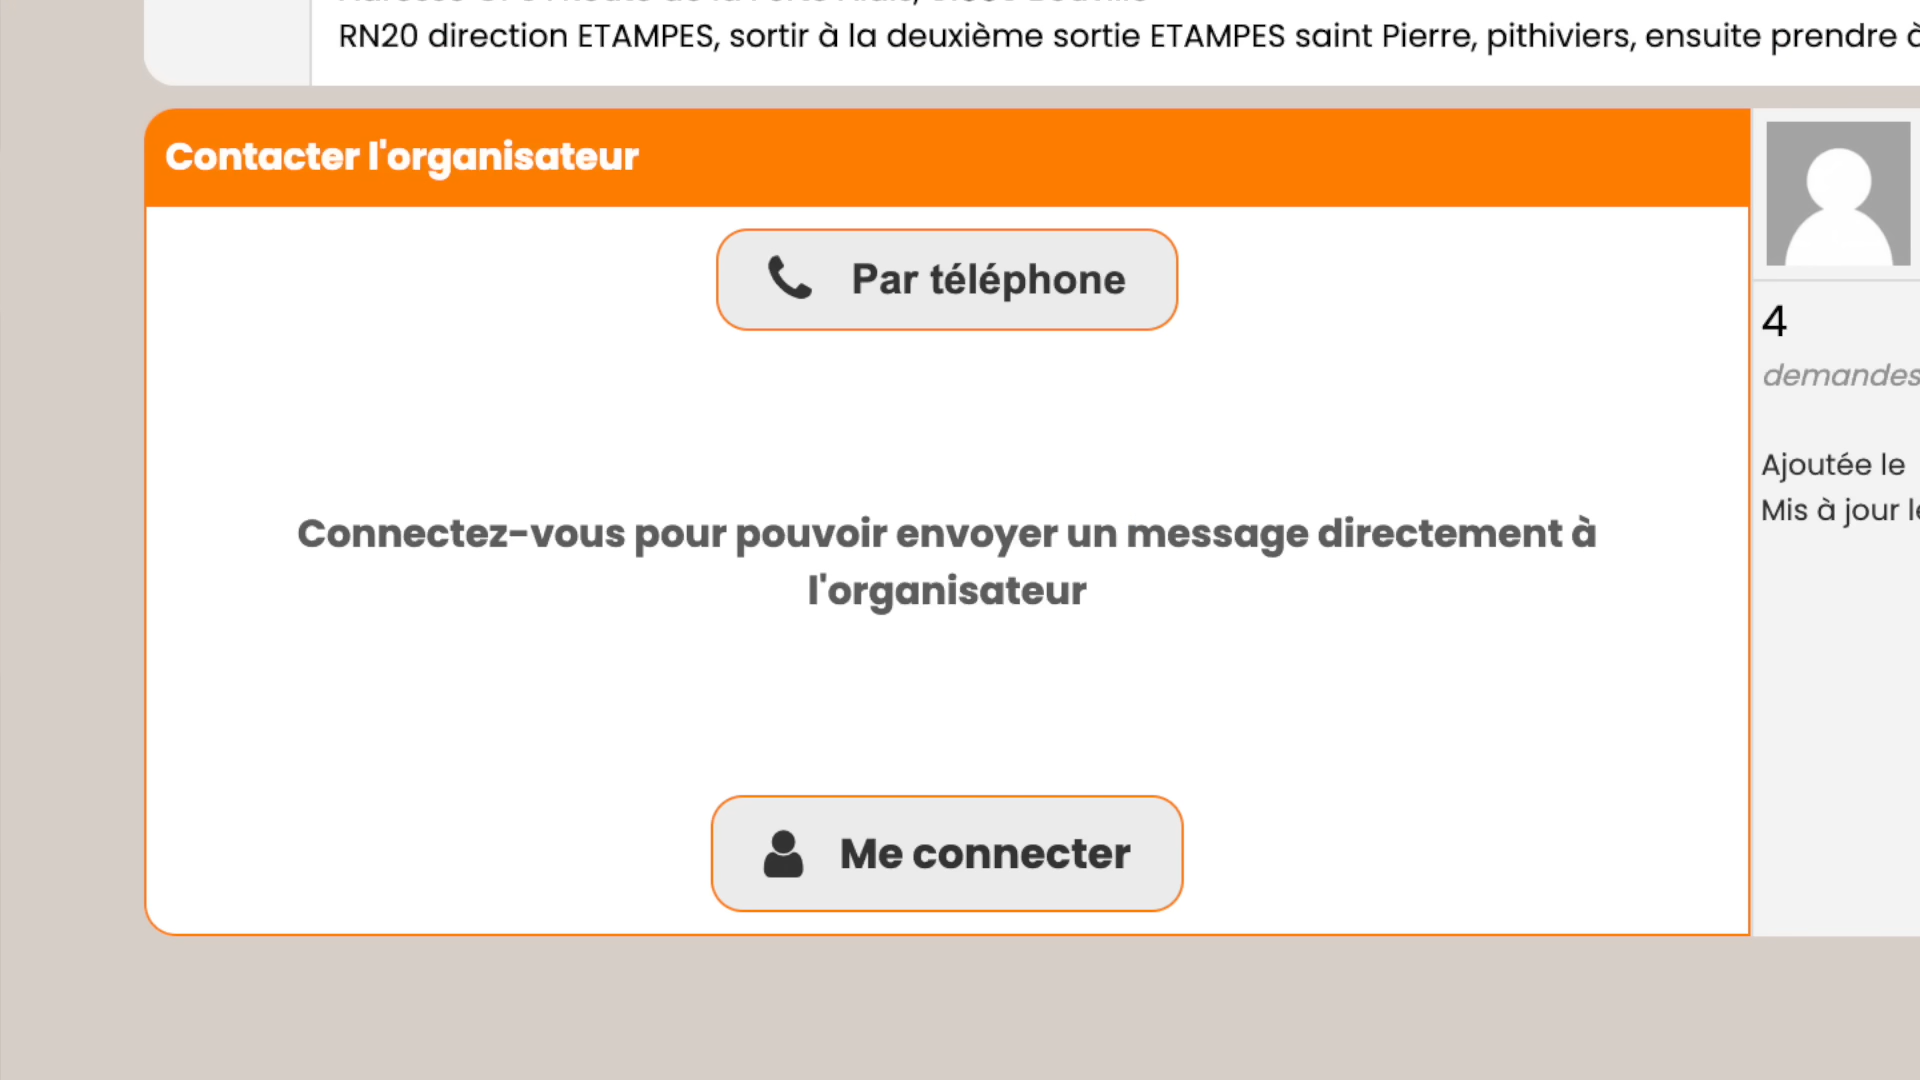 RN20 direction ETAMPES, sortir à la deuxième sortie ETAMPES saint Pierre, pithiviers, ensuite prendre à
Contacter l'organisateur
Par téléphone
Connectez-vous pour pouvoir envoyer un message directement à
l'organisateur
Me connecter
4
demandes
Ajoutée le
Mis à jour le